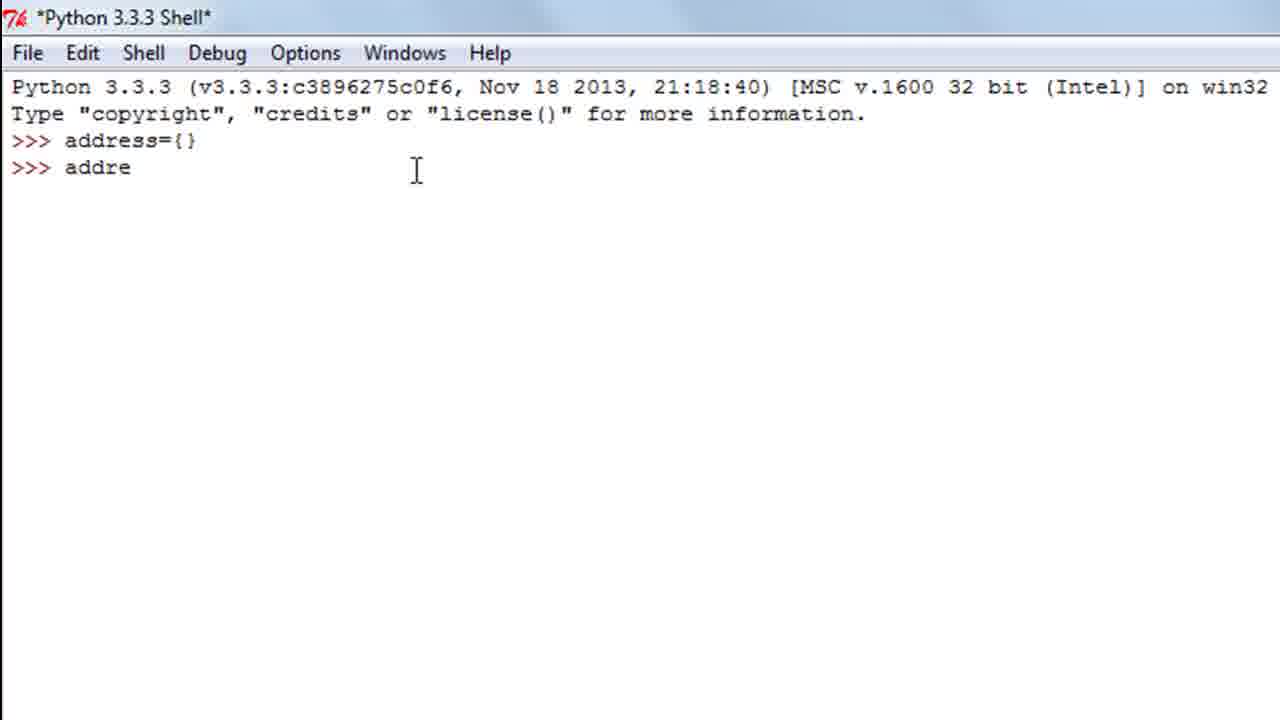 *Python 3.3.3 Shell*
File Edit Shell Debug Options Windows Help
Python 3.3.3 (v3.3.3:c3896275c0f6, Nov 18 2013, 21:18:40) [MSC v.1600 32 bit (Intel)] on win32
Type "copyright", "credits" or "license()" for more information.
>>> address={}
>>> addre